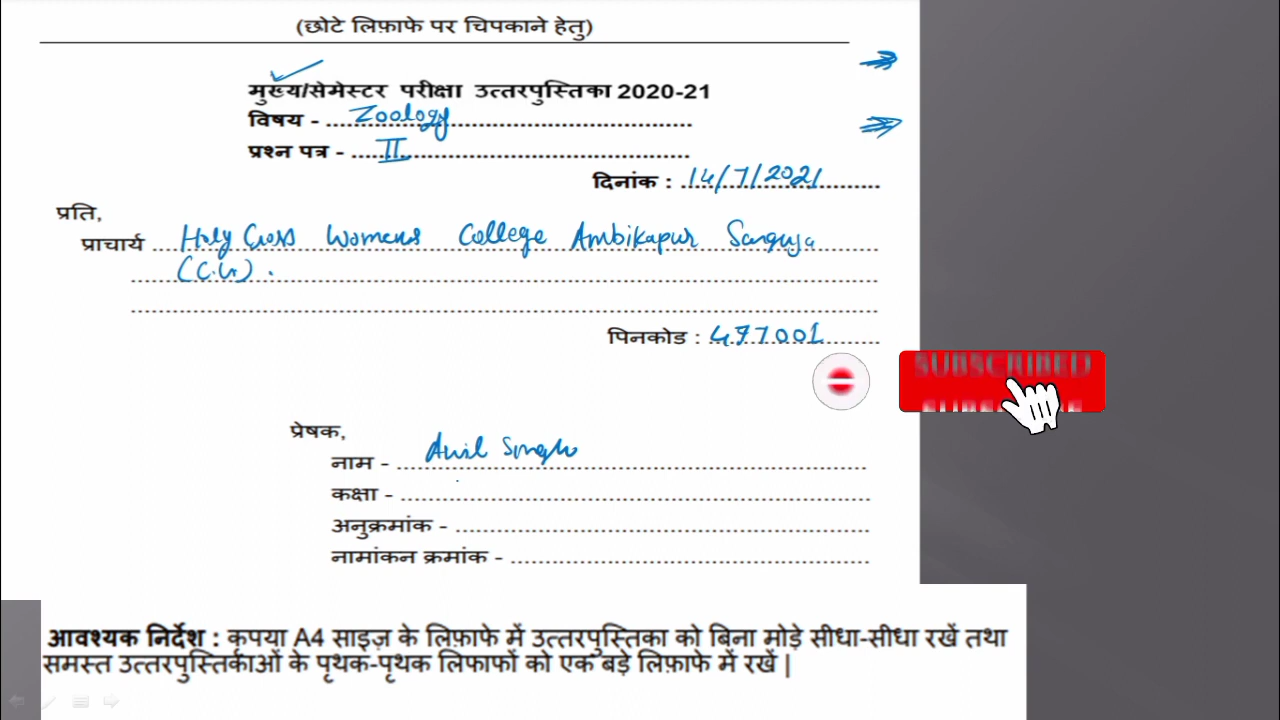 (छोटे लिफ़ाफे पर चिपकाने हेतु)
मुख्य/सेमेस्टर परीक्षा उत्तरपुस्तिका 2020-21
विषय - Zoology
प्रश्न पत्र - II
दिनांक : 14/7/2021
प्रति,
प्राचार्य Holy Cross Womens College Ambikapur Sarguja
(C.G.).
पिनकोड : 497001
SUBSCRIBED
प्रेषक,
नाम - Anil Singh
कक्षा -
अनुक्रमांक -
नामांकन क्रमांक -
आवश्यक निर्देश : कृपया A4 साइज़ के लिफ़ाफे में उत्तरपुस्तिका को बिना मोड़े सीधा-सीधा रखें तथा
समस्त उत्तरपुस्तिकाओं के पृथक-पृथक लिफाफों को एक बड़े लिफ़ाफे में रखें |